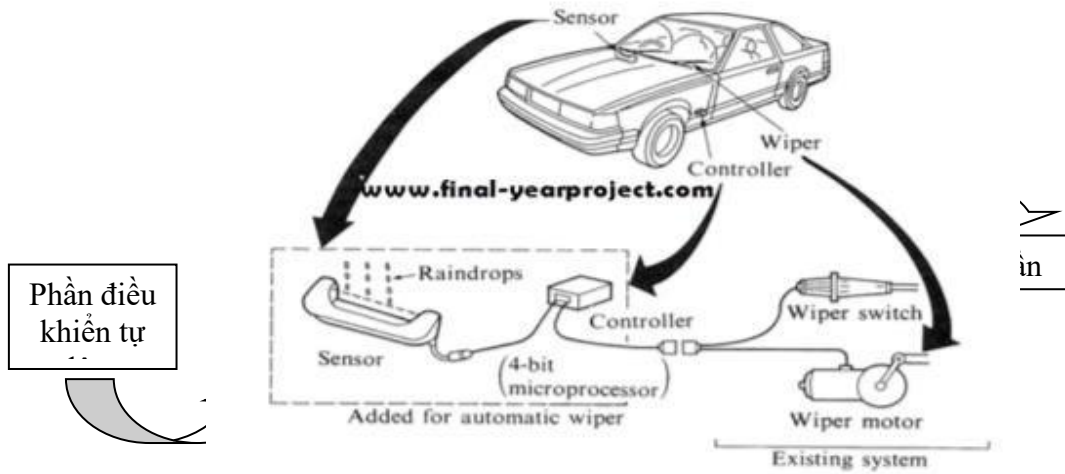 Sensor
Wiper
Controller
www.final-yearproject.com
Raindrops
Phần điều
khiển tự
Controller
Wiper switch
Sensor
(4-bit
microprocessor)
Added for automatic wiper
Wiper motor
Existing system